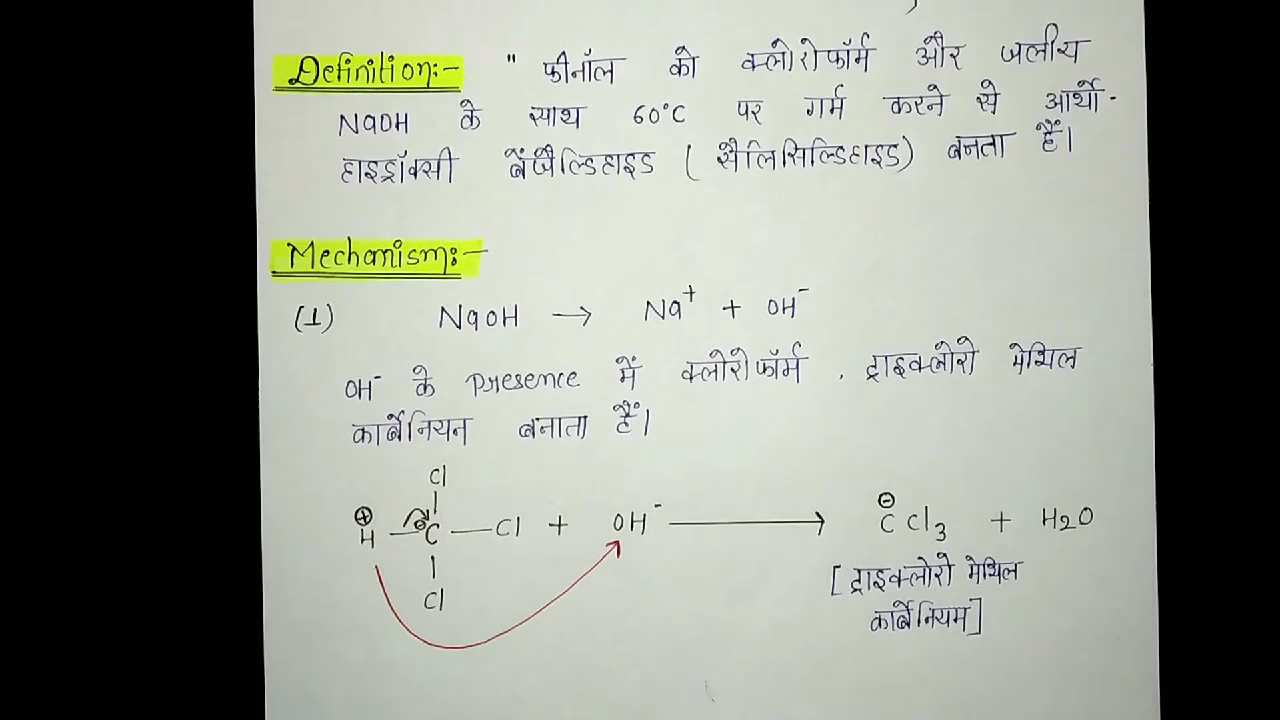 Definition:- " फीनॉल को क्लोरोफॉर्म और जलीय
NaOH के साथ 60°C पर गर्म करने से आर्थो-
हाइड्रॉक्सी बेंजैल्डिहाइड ( सैलिसिल्डिहाइड) बनता हैं।
Mechanism:-
(1) NaOH → Na⁺ + OH⁻
OH⁻ के Presence में क्लोरोफॉर्म , ट्राइक्लोरो मेथिल
कार्बेनियन बनाता हैं।
Cl
⊕ ⊖
H — C — Cl + OH⁻ → C Cl₃ + H₂O
Cl
[ट्राइक्लोरो मेथिल
कार्बेनियम]